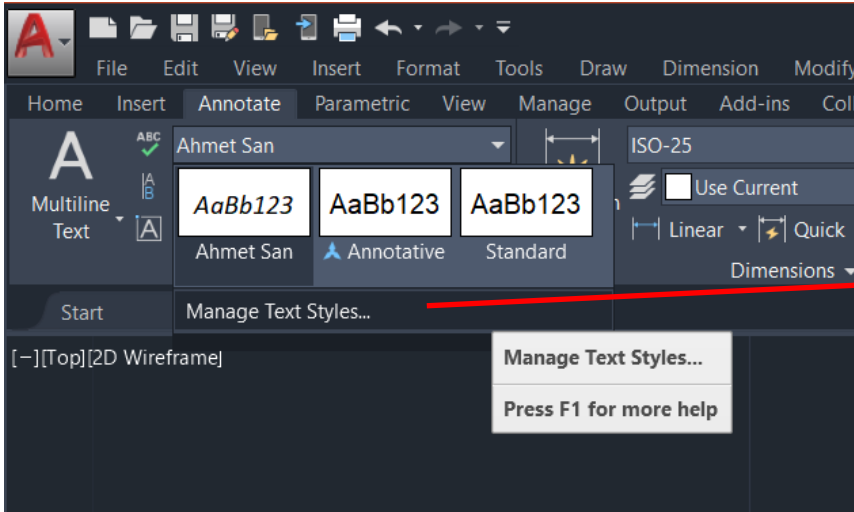 A
File Edit View Insert Format Tools Draw Dimension Modify
Home Insert Annotate Parametric View Manage Output Add-ins Coll
A
Multiline
Text
ABC
A
B
A
Ahmet San
ISO-25
Use Current
Linear Quick
Dimensions
AaBb123 AaBb123 AaBb123
Ahmet San Annotative Standard
Manage Text Styles...
Start
[−][Top][2D Wireframe]
Manage Text Styles...
Press F1 for more help